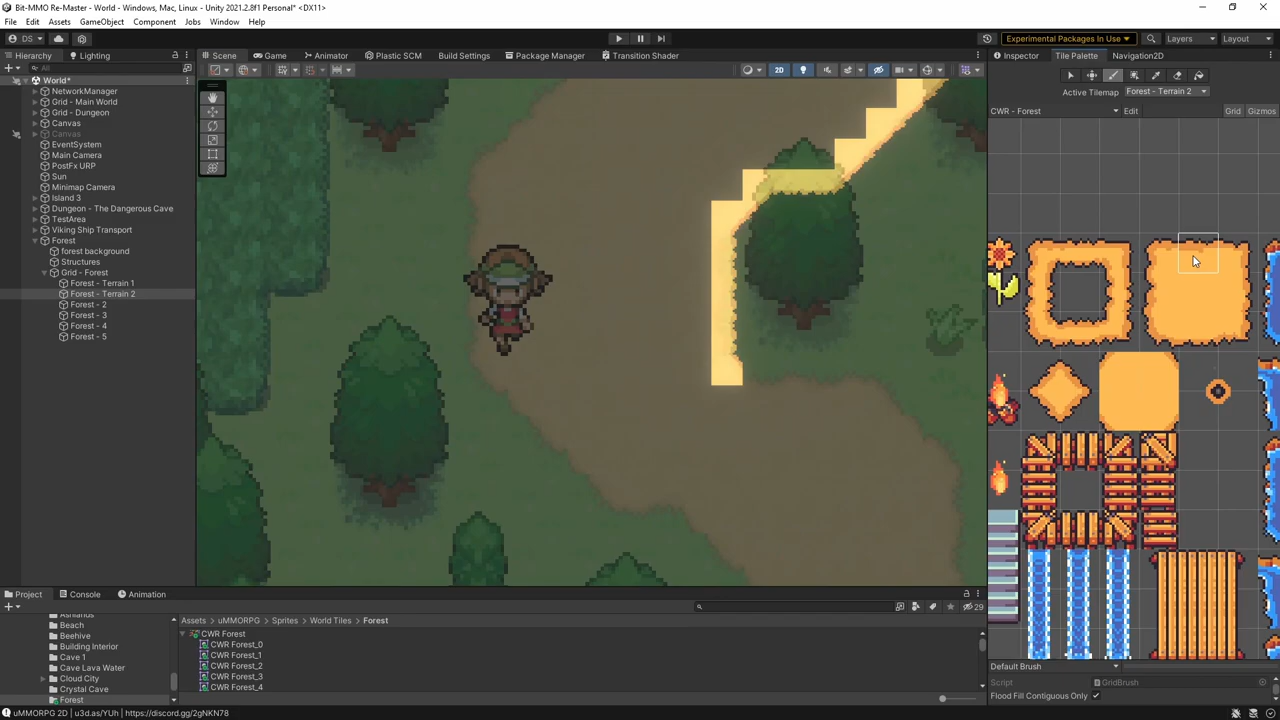 Bit-MMO Re-Master - World - Windows, Mac, Linux - Unity 2021.2.8f1 Personal* <DX11>
File Edit Assets GameObject Component Jobs Window Help
DS Experimental Packages In Use Layers Layout
Hierarchy Lighting Scene Game Animator Plastic SCM Build Settings Package Manager Transition Shader Inspector Tile Palette Navigation2D
All 2D
World*
NetworkManager
Grid - Main World
Grid - Dungeon
Canvas
Canvas
EventSystem
Main Camera
PostFx URP
Sun
Minimap Camera
Island 3
Dungeon - The Dangerous Cave
TestArea
Viking Ship Transport
Forest
forest background
Structures
Grid - Forest
Forest - Terrain 1
Forest - Terrain 2
Forest - 2
Forest - 3
Forest - 4
Forest - 5
Active Tilemap Forest - Terrain 2
CWR - Forest Edit Grid Gizmos
Project Console Animation
29
Ashlands
Beach
Beehive
Building Interior
Cave 1
Cave Lava Water
Cloud City
Crystal Cave
Forest
Assets uMMORPG Sprites World Tiles Forest
CWR Forest
CWR Forest_0
CWR Forest_1
CWR Forest_2
CWR Forest_3
CWR Forest_4
Default Brush
Script GridBrush
Flood Fill Contiguous Only
uMMORPG 2D | u3d.as/YUh | https://discord.gg/2gNKN78